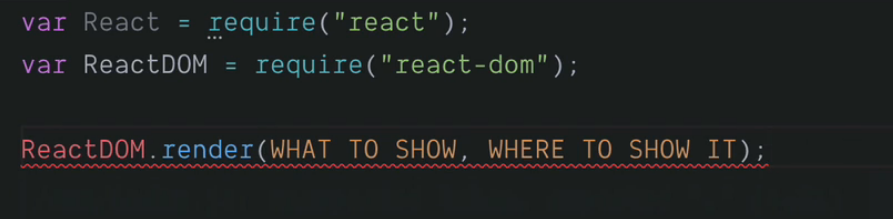 var React = require("react");
var ReactDOM = require("react-dom");
ReactDOM.render(WHAT TO SHOW, WHERE TO SHOW IT);